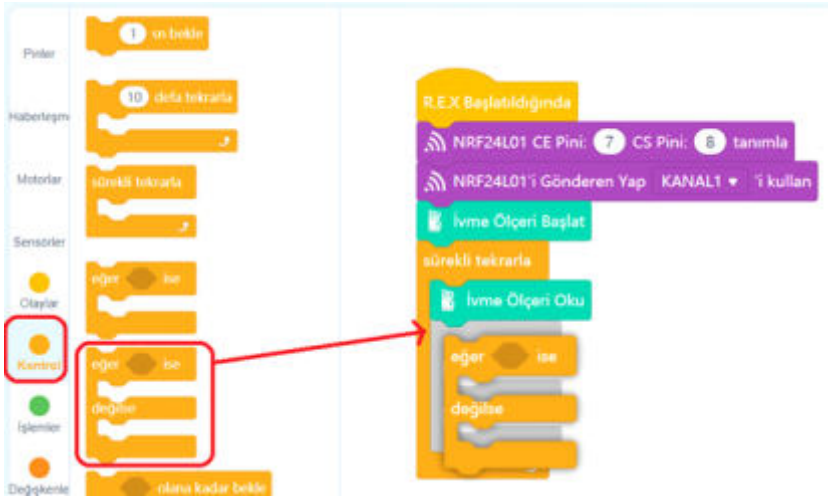 Pinler
Haberleşm
Motorlar
Sensörler
Olaylar
Kontrol
İşlemler
Değişkenle
1 sn bekle
10 defa tekrarla
sürekli tekrarla
eğer ise
eğer ise
değilse
olana kadar bekle
R.E.X Başlatıldığında
NRF24L01 CE Pini: 7 CS Pini: 8 tanımla
NRF24L01'i Gönderen Yap KANAL1 'i kullan
İvme Ölçeri Başlat
sürekli tekrarla
İvme Ölçeri Oku
eğer ise
değilse